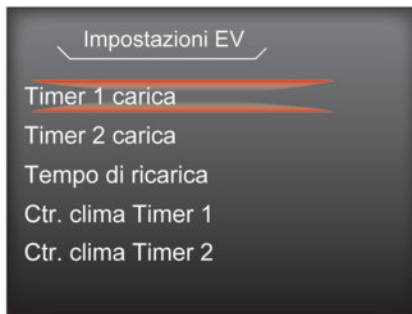 Impostazioni EV
Timer 1 carica
Timer 2 carica
Tempo di ricarica
Ctr. clima Timer 1
Ctr. clima Timer 2